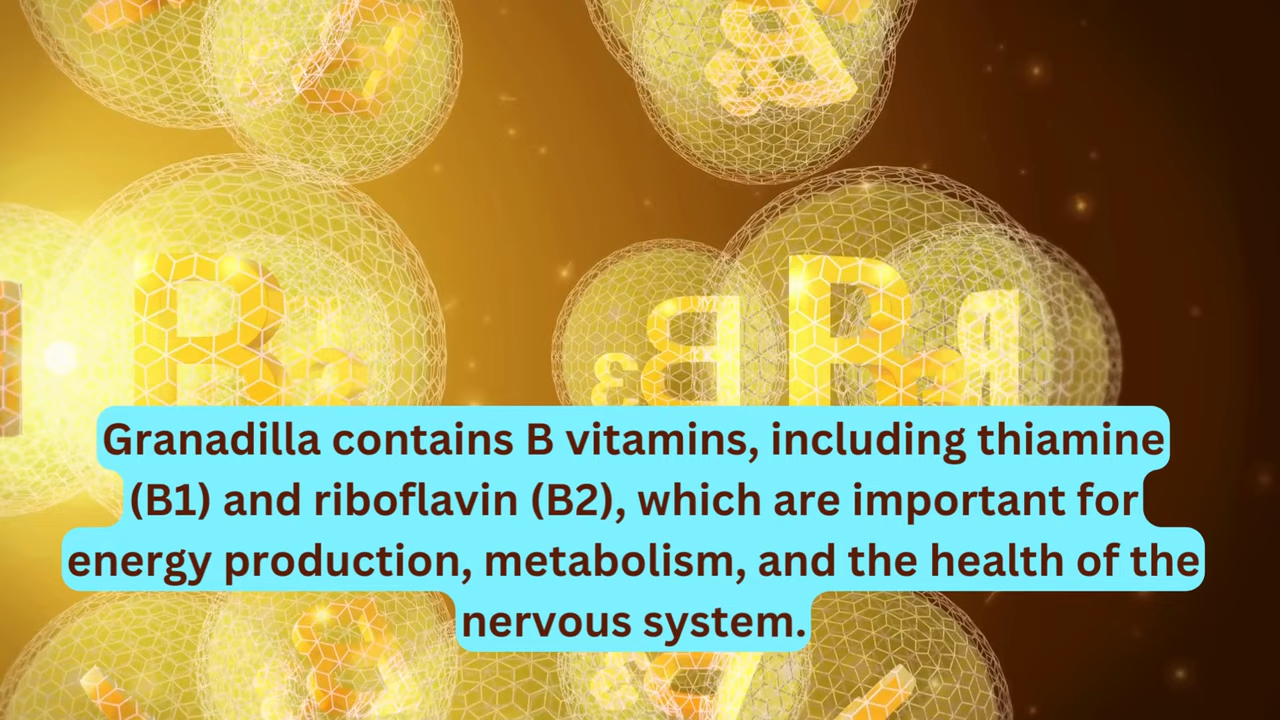 Granadilla contains B vitamins, including thiamine
(B1) and riboflavin (B2), which are important for
energy production, metabolism, and the health of the
nervous system.